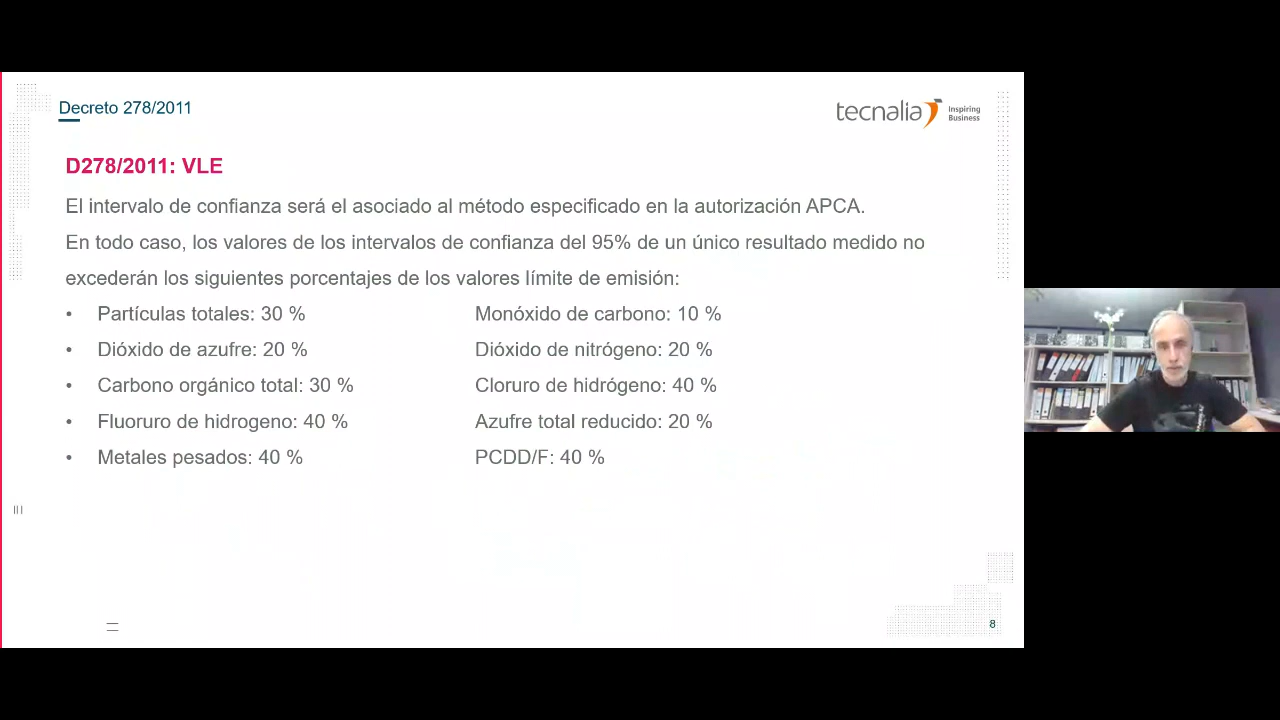 Decreto 278/2011
tecnalia Inspiring Business
D278/2011: VLE
El intervalo de confianza será el asociado al método especificado en la autorización APCA.
En todo caso, los valores de los intervalos de confianza del 95% de un único resultado medido no
excederán los siguientes porcentajes de los valores límite de emisión:
• Partículas totales: 30 % Monóxido de carbono: 10 %
• Dióxido de azufre: 20 % Dióxido de nitrógeno: 20 %
• Carbono orgánico total: 30 % Cloruro de hidrógeno: 40 %
• Fluoruro de hidrogeno: 40 % Azufre total reducido: 20 %
• Metales pesados: 40 % PCDD/F: 40 %
8